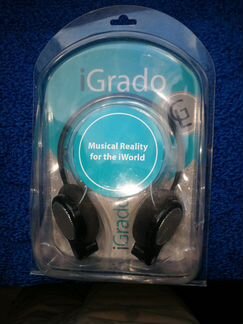 iGrado
Musical Reality
for the iWorld
iGrado